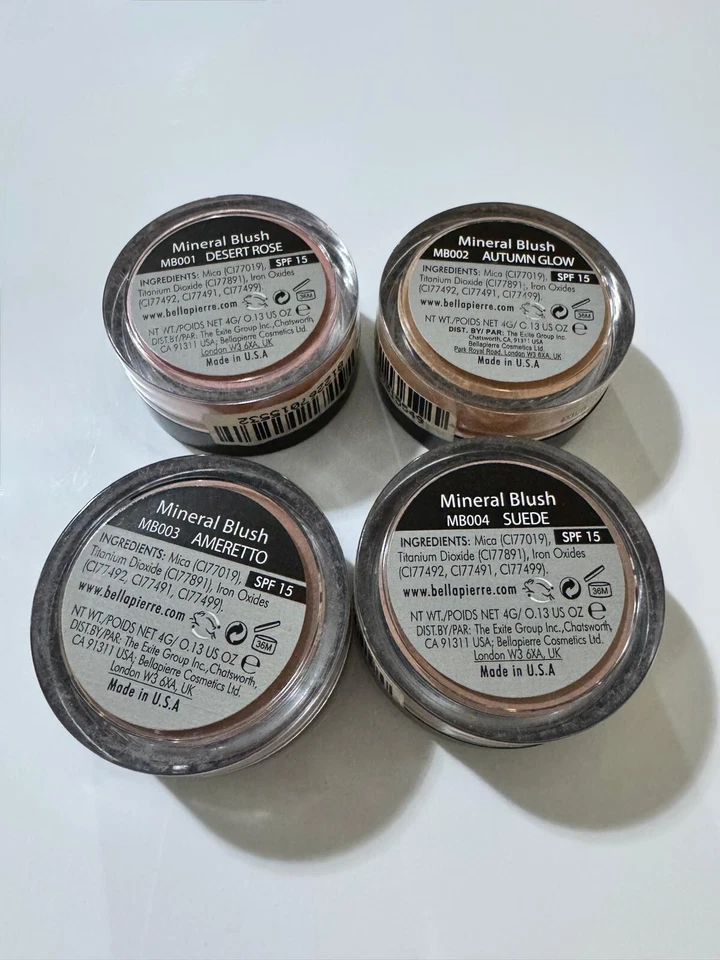 Mineral Blush
MB001 DESERT ROSE
INGREDIENTS: Mica (CI77019), SPF 15
Titanium Dioxide (CI77891), Iron Oxides
(CI77492, CI77491, CI77499).
www.bellapierre.com 36M
NT WT./POIDS NET 4G/ O.13 US OZ e
DIST.BY/PAR: The Exite Group Inc.,Chatsworth,
CA 91311 USA; Bellapierre Cosmetics Ltd.
London W3 6XA, UK
Made in U.S.A
Mineral Blush
MB002 AUTUMN GLOW
INGREDIENTS: Mica (CI77019), SPF 15
Titanium Dioxide (CI77891), Iron Oxides
(CI77492, CI77491, CI77499).
www.bellapierre.com 36M
NT WT./POIDS NET 4G/ O.13 US OZ e
DIST. BY/ PAR: The Exite Group Inc.
Chatsworth, CA 91311, USA
Bellapierre Cosmetics Ltd.
Park Royal Road, London W3 6XA, UK
Made in U.S.A
Mineral Blush
MB003 AMERETTO
INGREDIENTS: Mica (CI77019), SPF 15
Titanium Dioxide (CI77891), Iron Oxides
(CI77492, CI77491, CI77499).
www.bellapierre.com 36M
NT WT./POIDS NET 4G/ O.13 US OZ e
DIST.BY/PAR: The Exite Group Inc.,Chatsworth,
CA 91311 USA; Bellapierre Cosmetics Ltd.
London W3 6XA, UK
Made in U.S.A
Mineral Blush
MB004 SUEDE
INGREDIENTS: Mica (CI77019), SPF 15
Titanium Dioxide (CI77891), Iron Oxides
(CI77492, CI77491, CI77499).
www.bellapierre.com 36M
NT WT./POIDS NET 4G/ O.13 US OZ e
DIST.BY/PAR: The Exite Group Inc.,Chatsworth,
CA 91311 USA; Bellapierre Cosmetics Ltd.
London W3 6XA, UK
Made in U.S.A